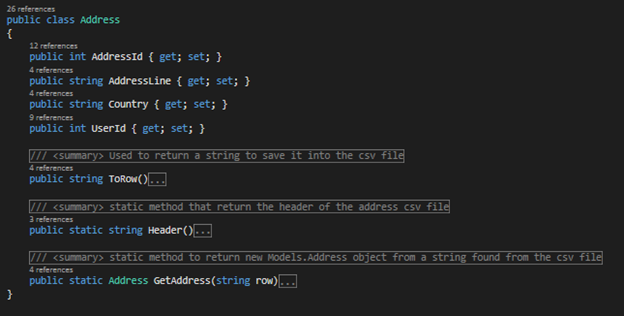 26 references
public class Address
{
12 references
public int AddressId { get; set; }
4 references
public string AddressLine { get; set; }
4 references
public string Country { get; set; }
9 references
public int UserId { get; set; }
/// <summary> Used to return a string to save it into the csv file
4 references
public string ToRow()...
/// <summary> static method that return the header of the address csv file
3 references
public static string Header()...
/// <summary> static method to return new Models.Address object from a string found from the csv file
4 references
public static Address GetAddress(string row)...
}